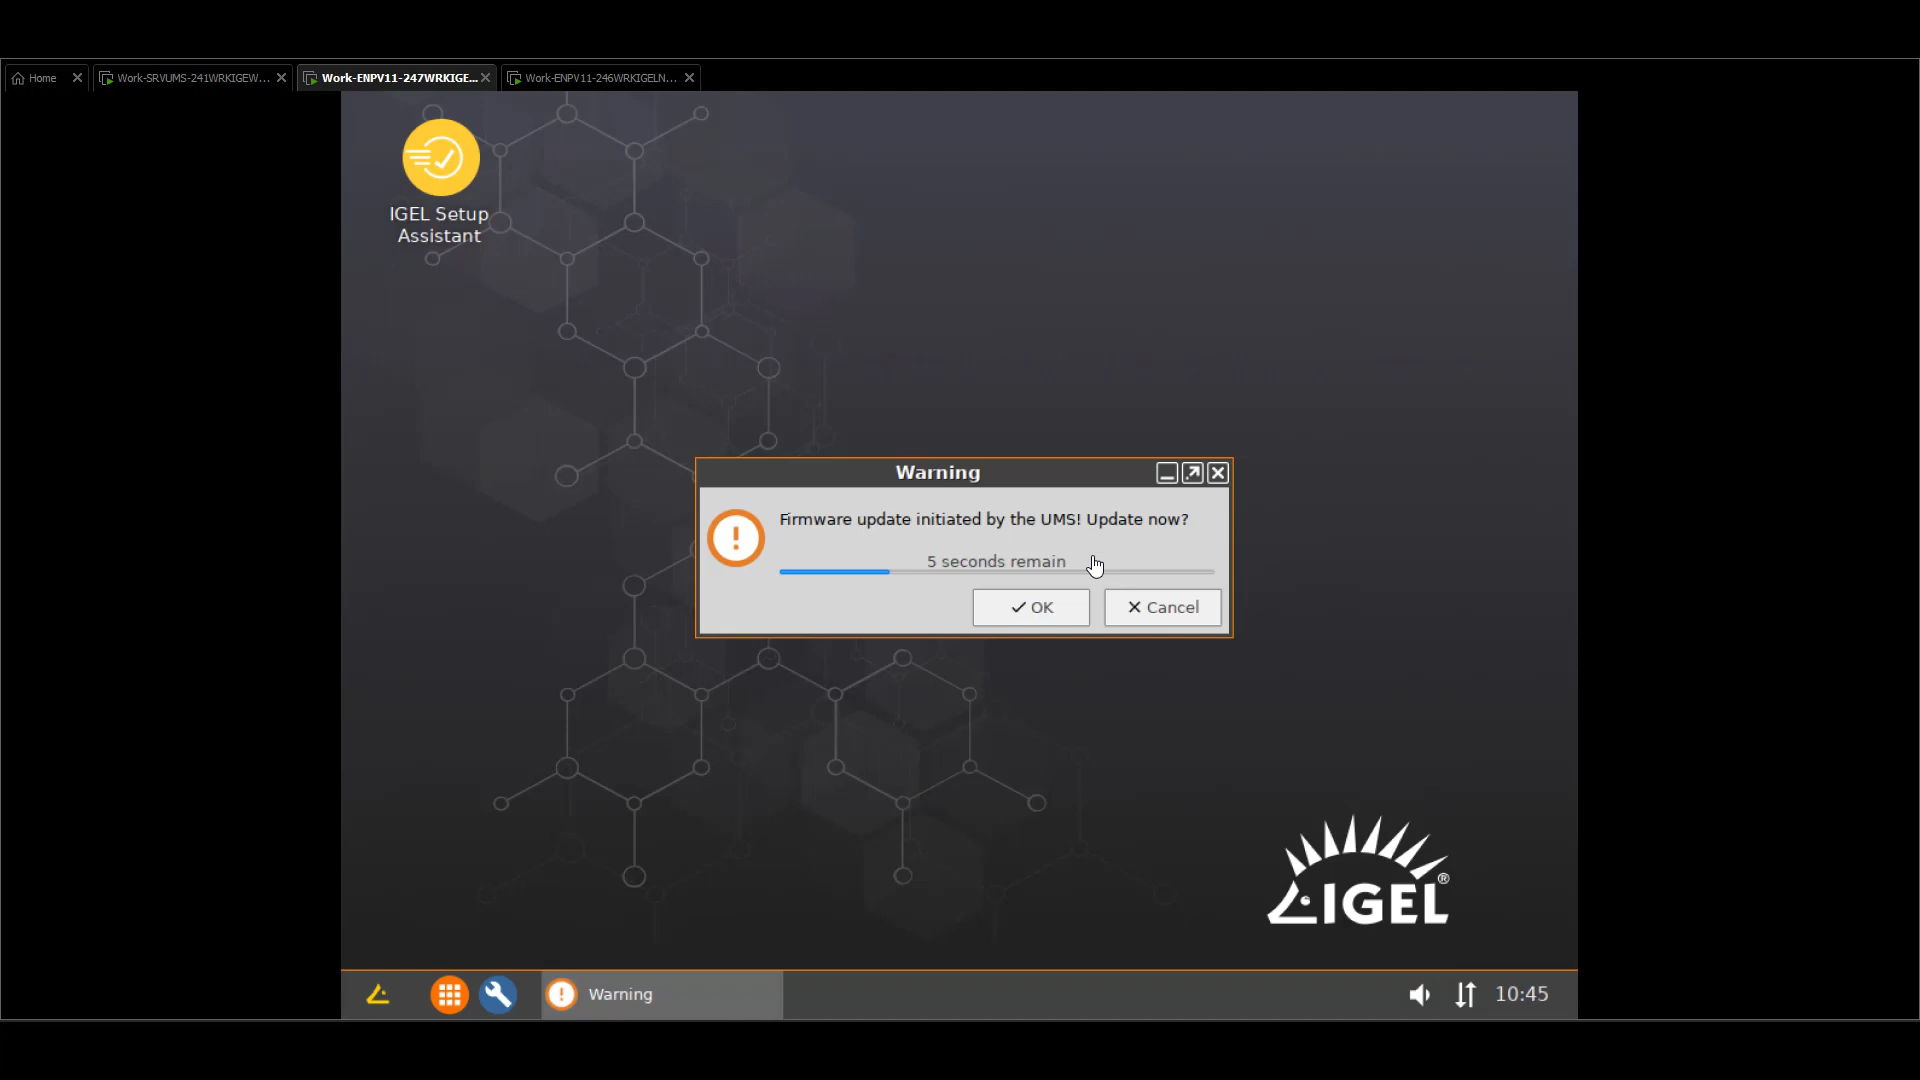 Home
Work-SRVUMS-241WRKIGEW...
Work-ENPV11-247WRKIGE...
Work-ENPV11-246WRKIGELN...
IGEL Setup
Assistant
Warning
Firmware update initiated by the UMS! Update now?
5 seconds remain
OK
Cancel
IGEL®
Warning
10:45